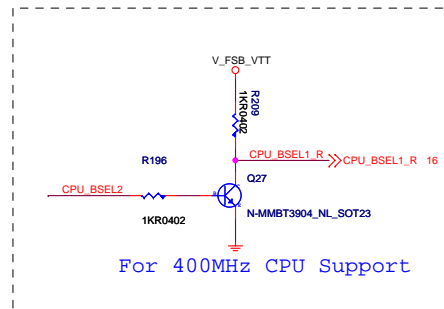 V_FSB_VTT
R209
1KR0402
CPU_BSEL1_R
CPU_BSEL1_R 16
R196
Q27
CPU_BSEL2
1KR0402
N-MMBT3904_NL_SOT23
For 400MHz CPU Support